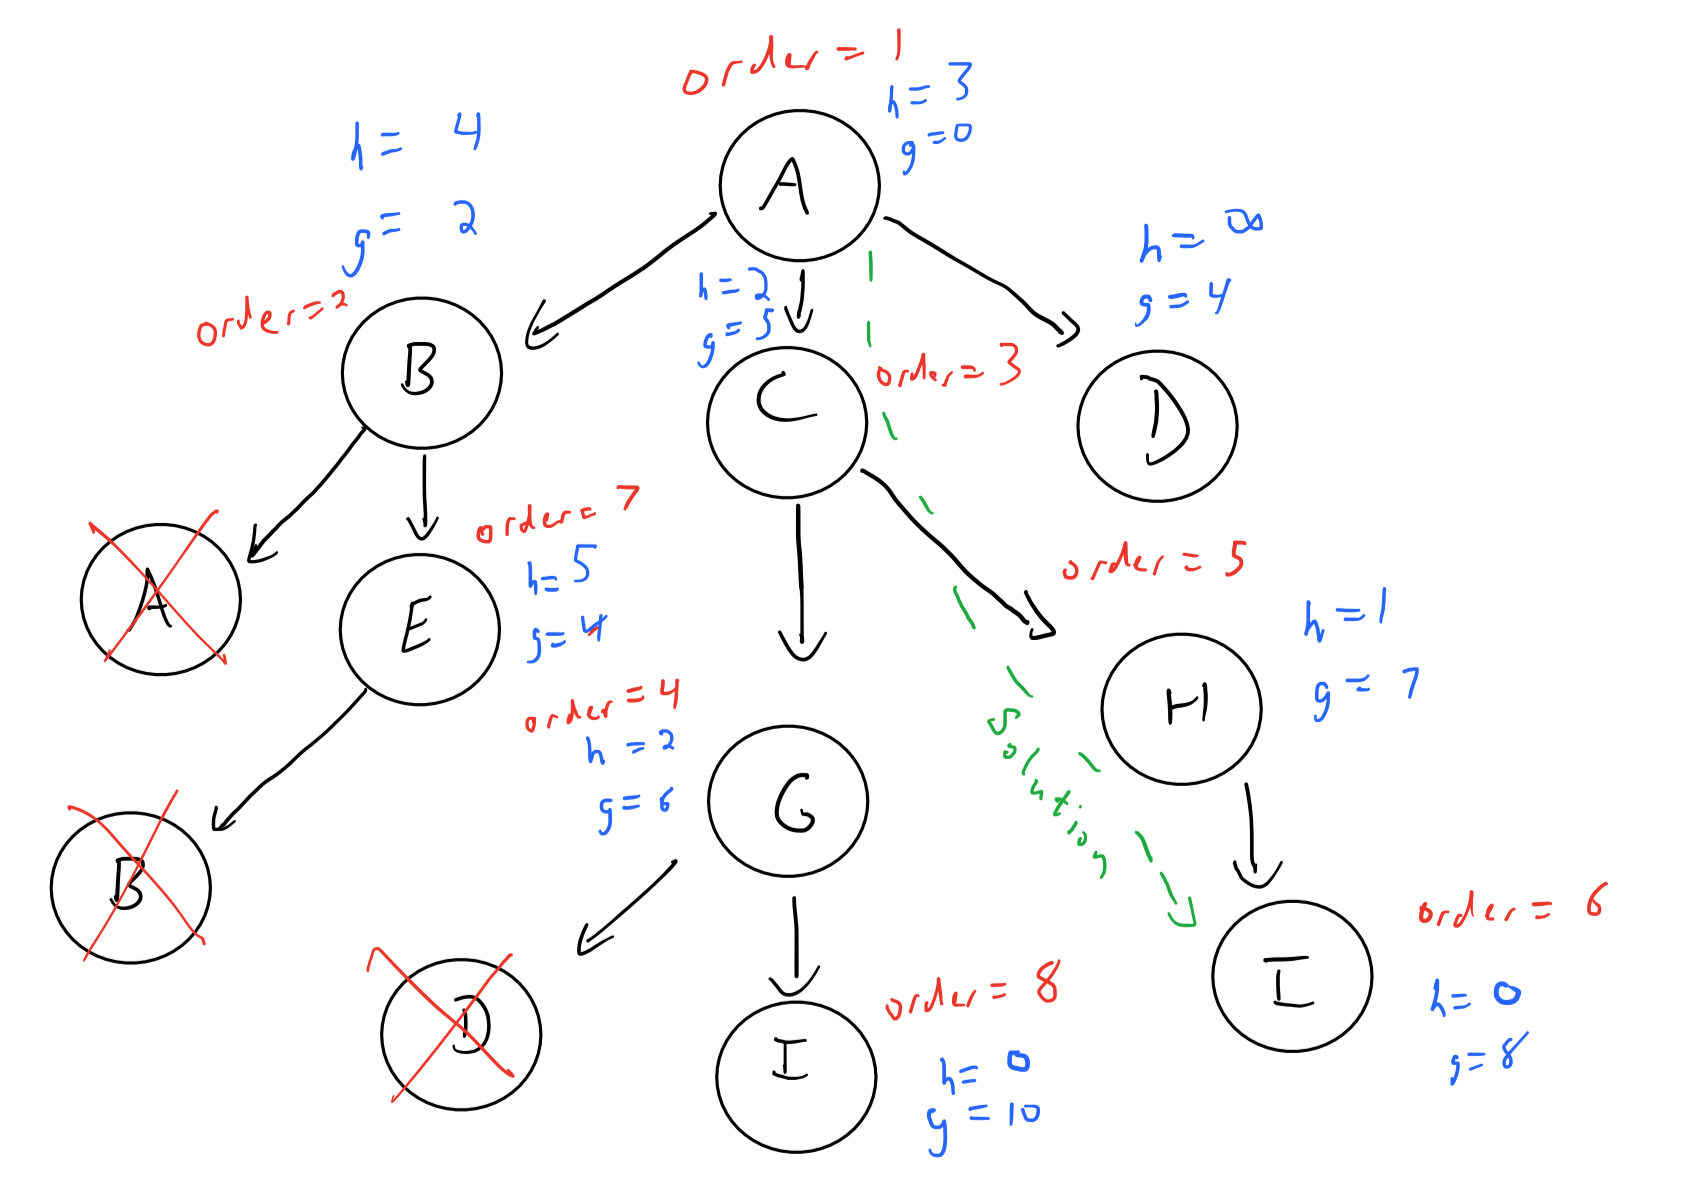 order = 1
h = 3
g = 0
A
h = 4
g = 2
order = 2
B
h = 2
g = 5
order = 3
C
h = ∞
g = 4
D
A
order = 7
h = 5
g = 4
E
order = 5
h = 1
g = 7
H
order = 4
h = 2
g = 6
G
Solution
B
D
order = 8
h = 0
g = 10
I
order = 6
h = 0
g = 8
I